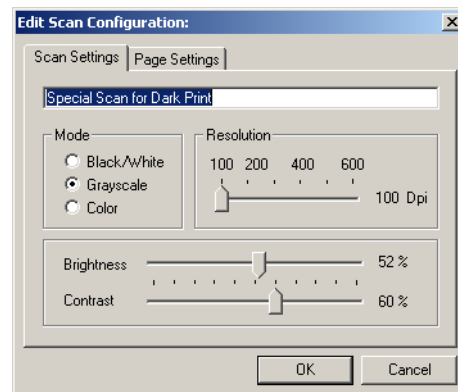 Edit Scan Configuration:
Scan Settings
Page Settings
Special Scan for Dark Print
Mode
Black/White
Grayscale
Color
Resolution
100 200 400 600
100 Dpi
Brightness
52 %
Contrast
60 %
OK
Cancel